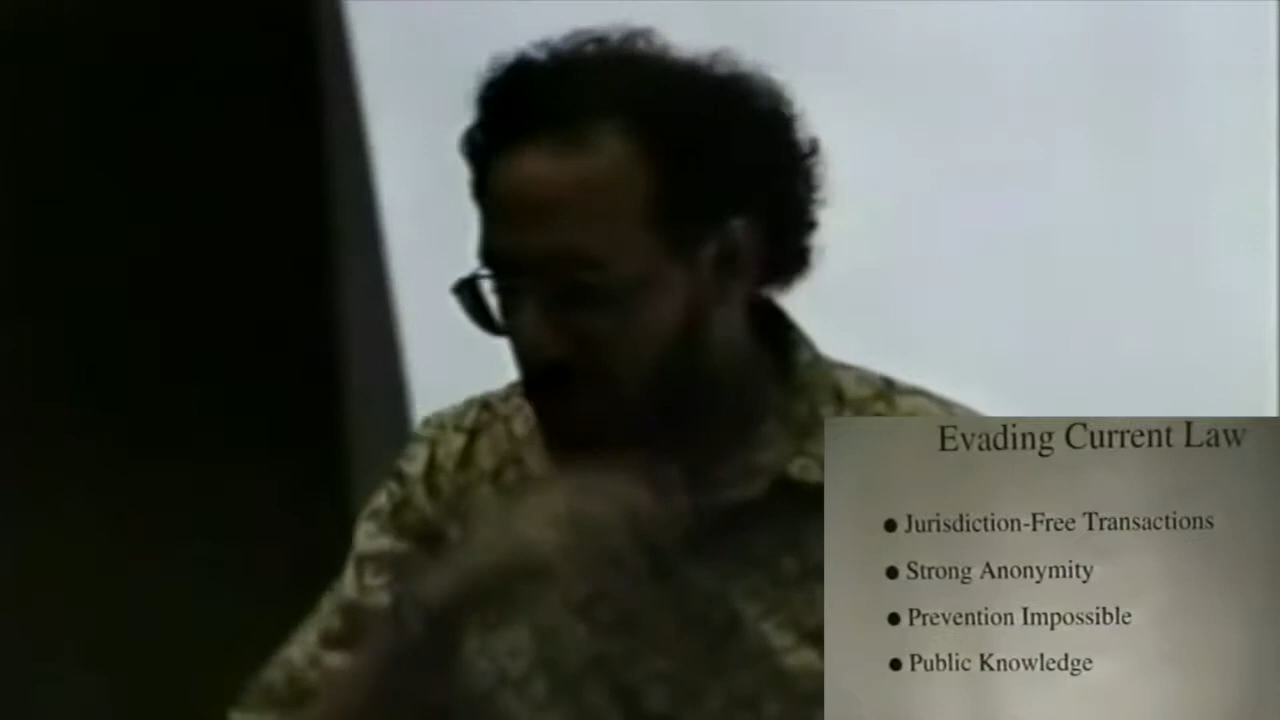 Evading Current Law
● Jurisdiction-Free Transactions
● Strong Anonymity
● Prevention Impossible
● Public Knowledge